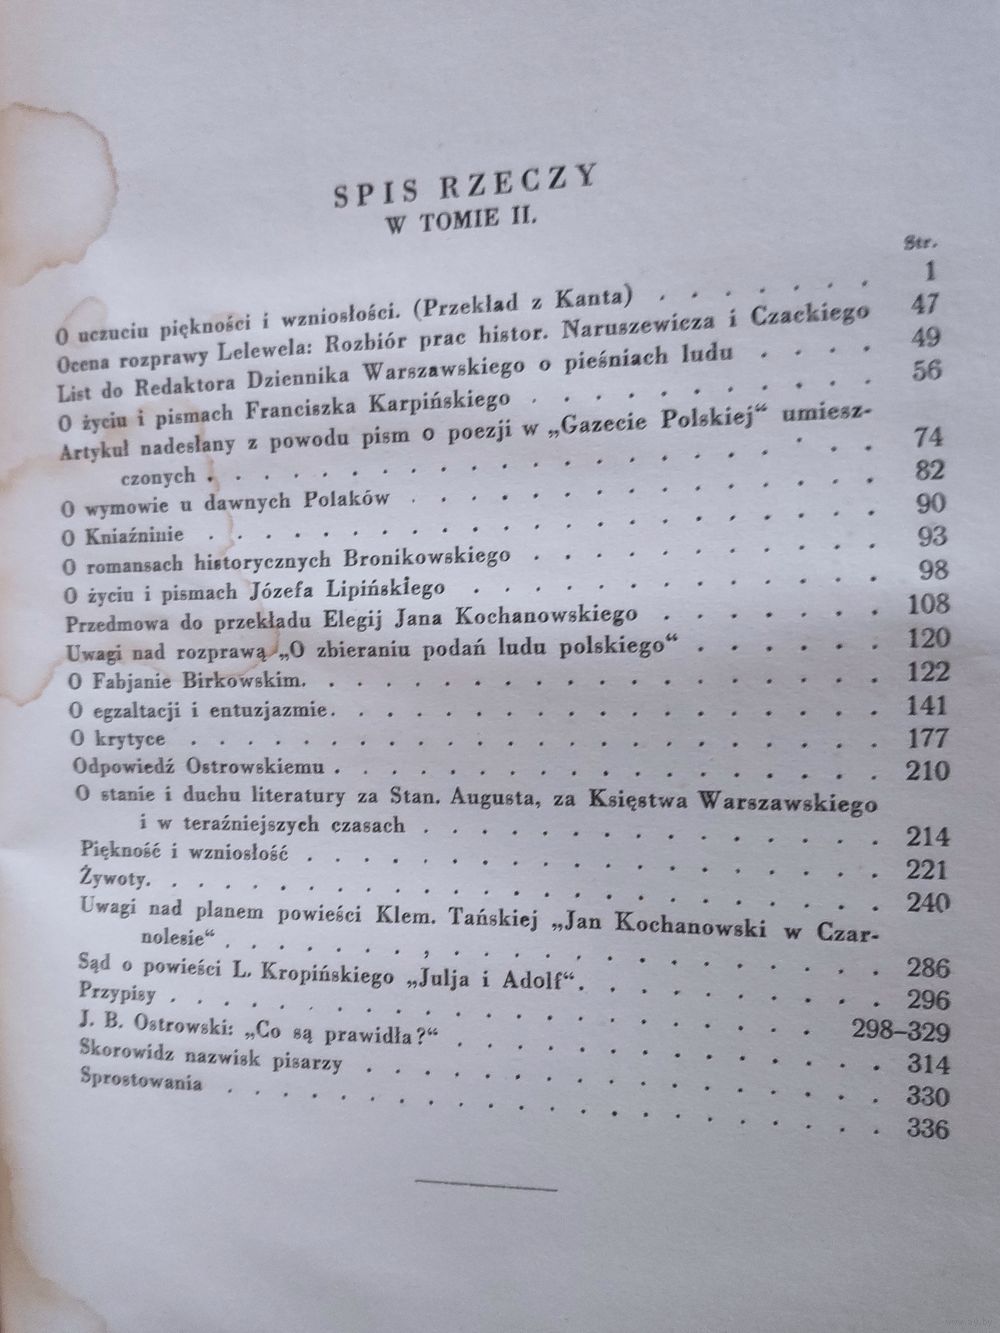 SPIS RZECZY
W TOMIE II.
Str.
O uczuciu piękności i wzniosłości. (Przekład z Kanta) . . . . . . . 1
Ocena rozprawy Lelewela: Rozbiór prac histor. Naruszewicza i Czackiego 47
List do Redaktora Dziennika Warszawskiego o pieśniach ludu . . . . 49
O życiu i pismach Franciszka Karpińskiego . . . . . . . . . . . 56
Artykuł nadesłany z powodu pism o poezji w „Gazecie Polskiej“ umiesz-
czonych . . . . . . . . . . . . . . . . . . . . . . 74
O wymowie u dawnych Polaków . . . . . . . . . . . . . . . 82
O Kniaźninie . . . . . . . . . . . . . . . . . . . . . . 90
O romansach historycznych Bronikowskiego . . . . . . . . . . . 93
O życiu i pismach Józefa Lipińskiego . . . . . . . . . . . . . 98
Przedmowa do przekładu Elegij Jana Kochanowskiego . . . . . . . 108
Uwagi nad rozprawą „O zbieraniu podań ludu polskiego“ . . . . . . 120
O Fabjanie Birkowskim. . . . . . . . . . . . . . . . . . . 122
O egzaltacji i entuzjazmie. . . . . . . . . . . . . . . . . . 141
O krytyce . . . . . . . . . . . . . . . . . . . . . . . 177
Odpowiedź Ostrowskiemu . . . . . . . . . . . . . . . . . . 210
O stanie i duchu literatury za Stan. Augusta, za Księstwa Warszawskiego
i w teraźniejszych czasach . . . . . . . . . . . . . . . 214
Piękność i wzniosłość . . . . . . . . . . . . . . . . . . . 221
Żywoty. . . . . . . . . . . . . . . . . . . . . . . . . 240
Uwagi nad planem powieści Klem. Tańskiej „Jan Kochanowski w Czar-
nolesie“ . . . . . . . . . . . . . . . . . . . . . . 286
Sąd o powieści L. Kropińskiego „Julja i Adolf“. . . . . . . . . . . 296
Przypisy . . . . . . . . . . . . . . . . . . . . . . 298–329
J. B. Ostrowski: „Co są prawidła?“ . . . . . . . . . . . . . . 314
Skorowidz nazwisk pisarzy . . . . . . . . . . . . . . . . . 330
Sprostowania . . . . . . . . . . . . . . . . . . . . . . 336